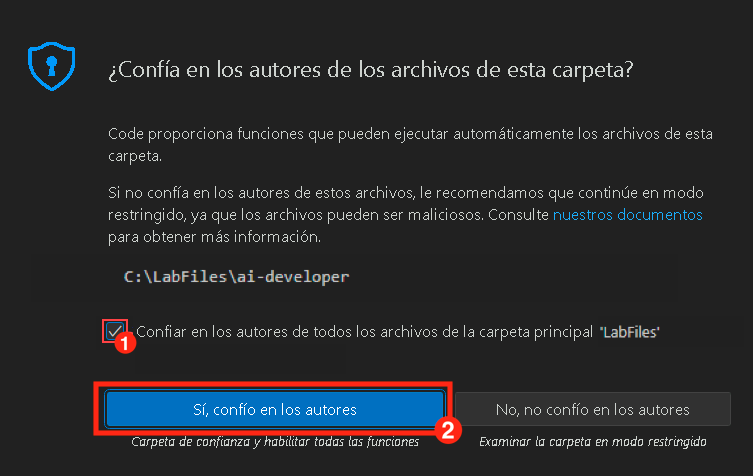 ¿Confía en los autores de los archivos de esta carpeta?
Code proporciona funciones que pueden ejecutar automáticamente los archivos de esta
carpeta.
Si no confía en los autores de estos archivos, le recomendamos que continúe en modo
restringido, ya que los archivos pueden ser maliciosos. Consulte nuestros documentos
para obtener más información.
C:\LabFiles\ai-developer
Confiar en los autores de todos los archivos de la carpeta principal 'LabFiles'
1
Sí, confío en los autores
No, no confío en los autores
2
Carpeta de confianza y habilitar todas las funciones
Examinar la carpeta en modo restringido